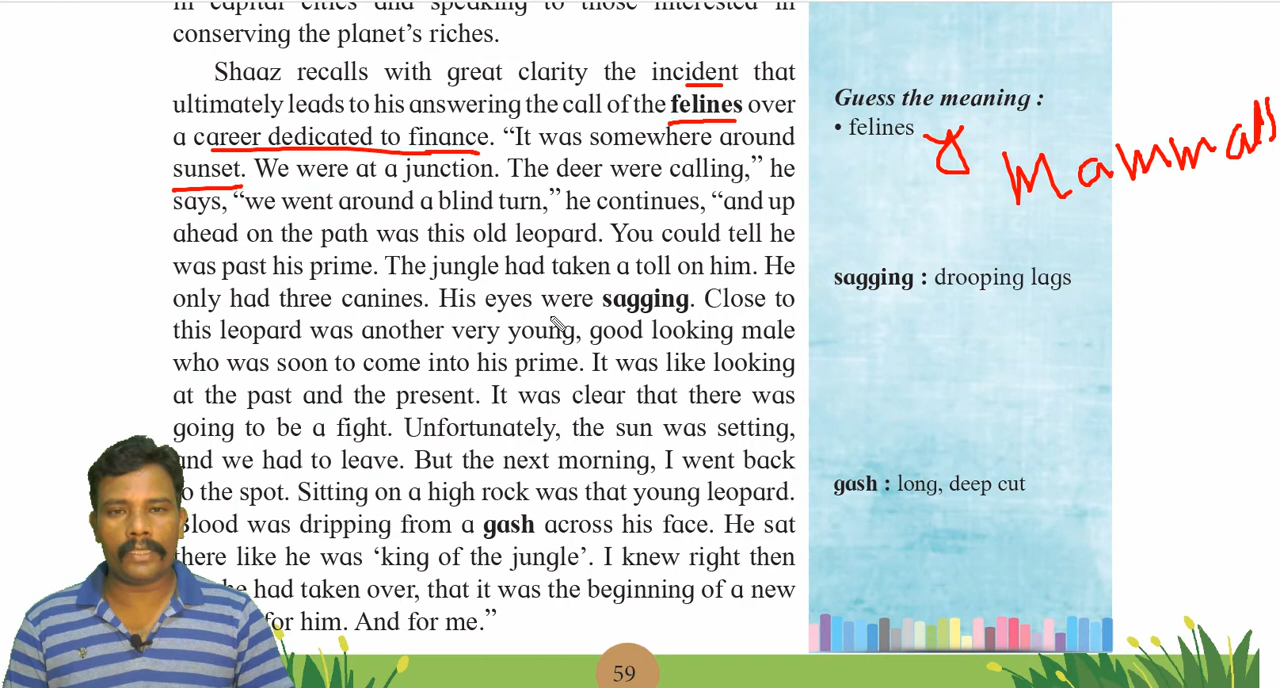 in capital cities and speaking to those interested in
conserving the planet's riches.
Shaaz recalls with great clarity the incident that
ultimately leads to his answering the call of the felines over
a career dedicated to finance. “It was somewhere around
sunset. We were at a junction. The deer were calling,” he
says, “we went around a blind turn,” he continues, “and up
ahead on the path was this old leopard. You could tell he
was past his prime. The jungle had taken a toll on him. He
only had three canines. His eyes were sagging. Close to
this leopard was another very young, good looking male
who was soon to come into his prime. It was like looking
at the past and the present. It was clear that there was
going to be a fight. Unfortunately, the sun was setting,
and we had to leave. But the next morning, I went back
to the spot. Sitting on a high rock was that young leopard.
Blood was dripping from a gash across his face. He sat
there like he was ‘king of the jungle’. I knew right then
he had taken over, that it was the beginning of a new
for him. And for me.”
Guess the meaning :
• felines
Mammals
sagging : drooping lags
gash : long, deep cut
59